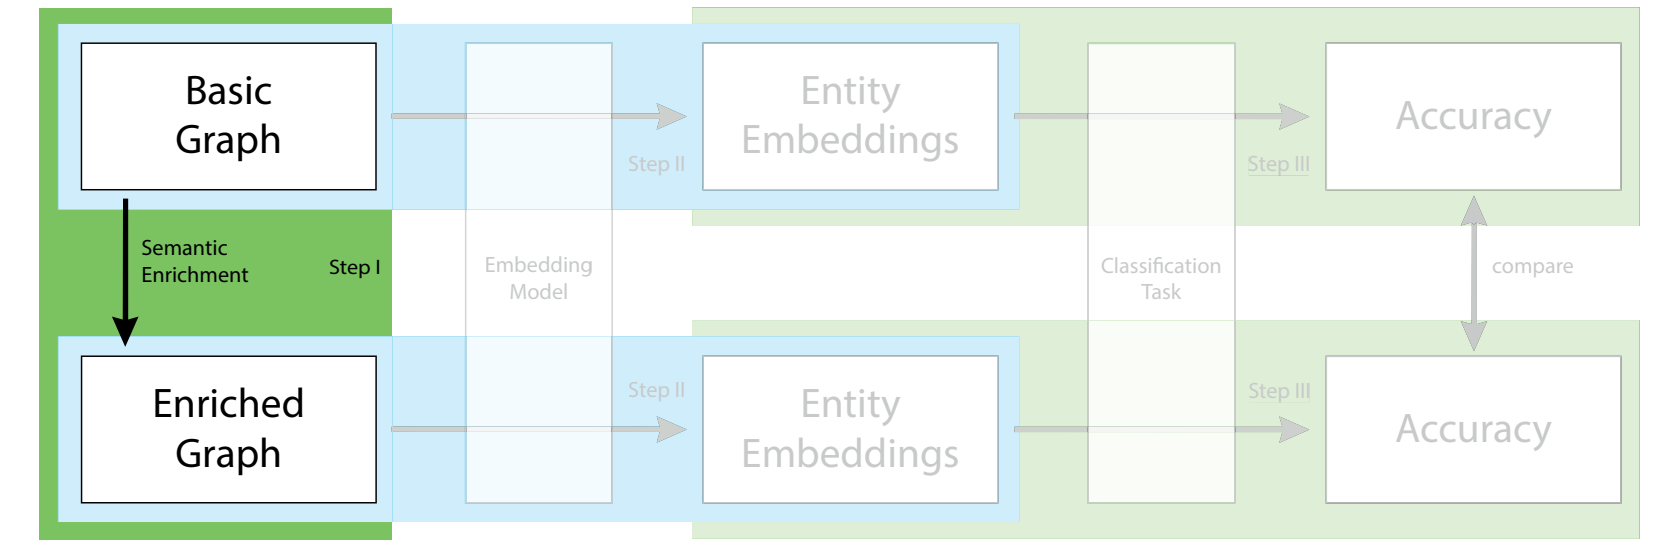 Basic
Graph
Entity
Embeddings
Accuracy
Step II
Step III
Semantic
Enrichment
Step I
Embedding
Model
Classification
Task
compare
Enriched
Graph
Step II
Entity
Embeddings
Step III
Accuracy